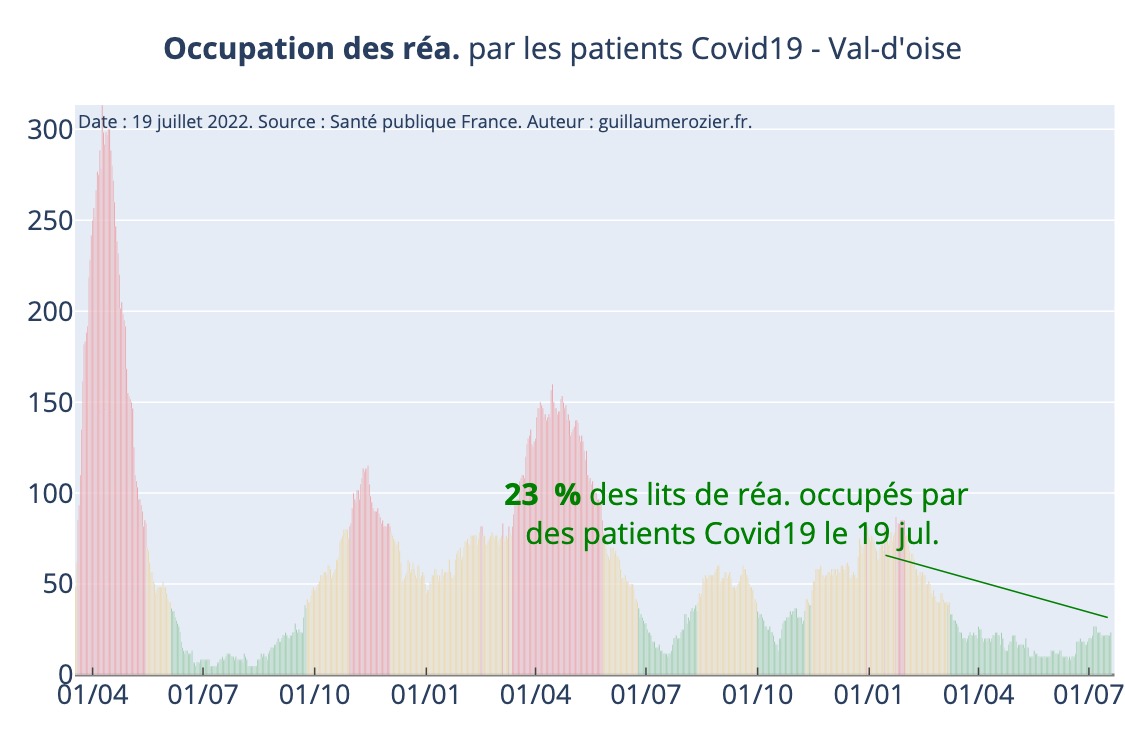 Occupation des réa. par les patients Covid19 - Val-d'oise
Date : 19 juillet 2022. Source : Santé publique France. Auteur : guillaumerozier.fr.
300
250
200
150
100
50
0
23 % des lits de réa. occupés par
des patients Covid19 le 19 jul.
01/04 01/07 01/10 01/01 01/04 01/07 01/10 01/01 01/04 01/07